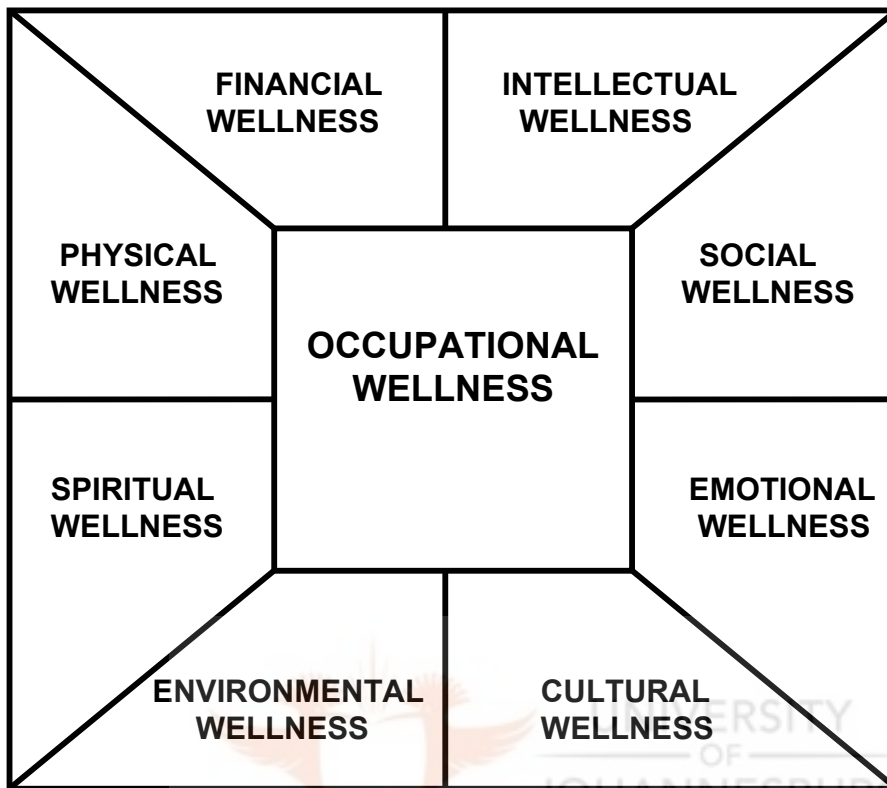 FINANCIAL
WELLNESS
INTELLECTUAL
WELLNESS
PHYSICAL
WELLNESS
SOCIAL
WELLNESS
OCCUPATIONAL
WELLNESS
SPIRITUAL
WELLNESS
EMOTIONAL
WELLNESS
ENVIRONMENTAL
WELLNESS
CULTURAL
WELLNESS
UNIVERSITY
OF